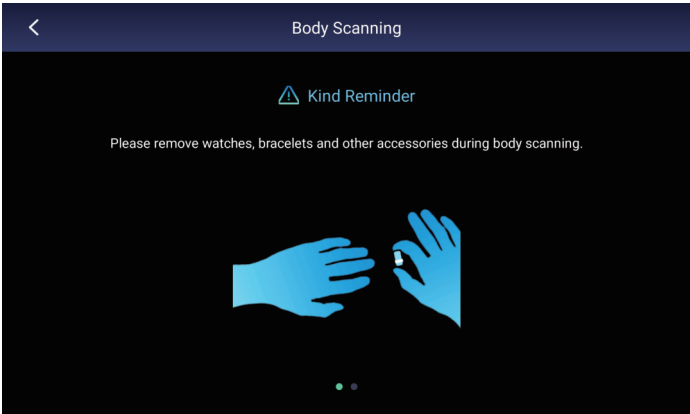 Body Scanning
Kind Reminder
Please remove watches, bracelets and other accessories during body scanning.